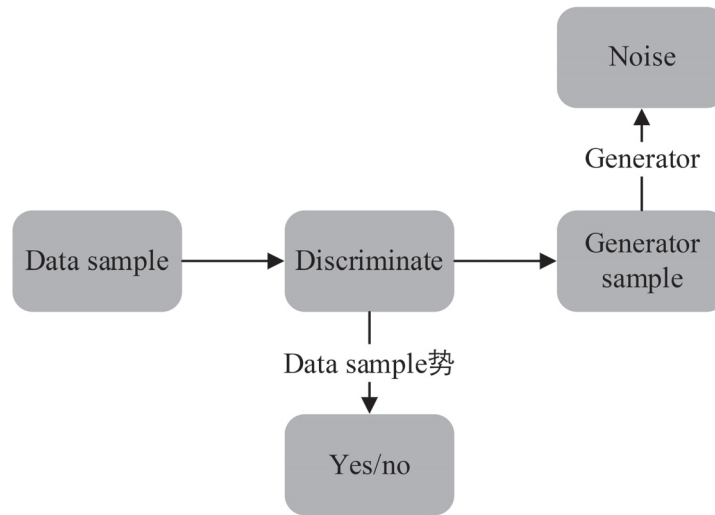 Noise
Generator
Data sample
Discriminate
Generator
sample
Data sample势
Yes/no